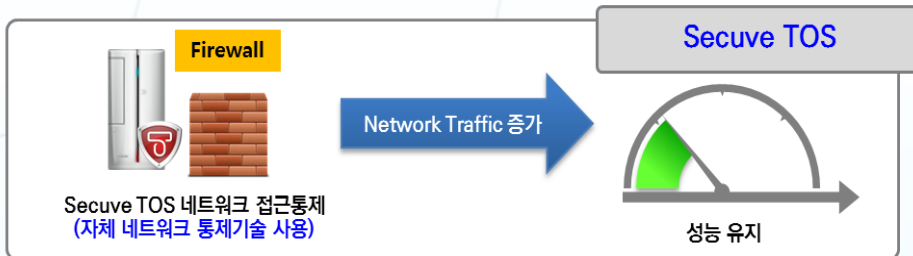 Secuve TOS
Firewall
Network Traffic 증가
Secuve TOS 네트워크 접근통제
(자체 네트워크 통제기술 사용)
성능 유지